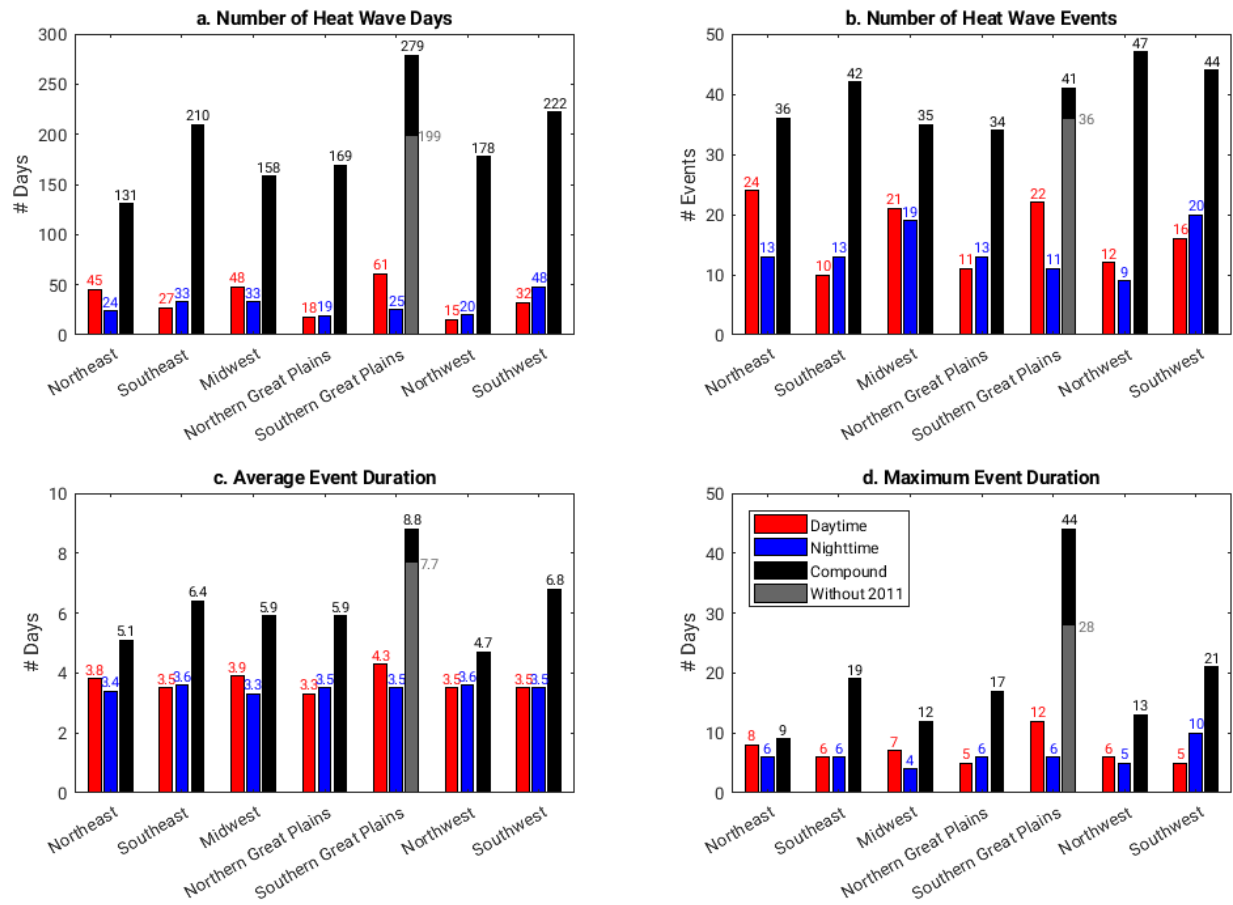 a. Number of Heat Wave Days
# Days
300
250
200
150
100
50
0
45
24
131
27
33
210
48
33
158
18
19
169
61
25
279
199
15
20
178
32
48
222
Northeast
Southeast
Midwest
Northern Great Plains
Southern Great Plains
Northwest
Southwest
b. Number of Heat Wave Events
# Events
50
40
30
20
10
0
24
13
36
10
13
42
21
19
35
11
13
34
22
11
41
36
12
9
47
16
20
44
Northeast
Southeast
Midwest
Northern Great Plains
Southern Great Plains
Northwest
Southwest
c. Average Event Duration
# Days
10
8
6
4
2
0
3.8
3.4
5.1
3.5
3.6
6.4
3.9
3.3
5.9
3.3
3.5
5.9
4.3
3.5
8.8
7.7
3.5
3.6
4.7
3.5
3.5
6.8
Northeast
Southeast
Midwest
Northern Great Plains
Southern Great Plains
Northwest
Southwest
d. Maximum Event Duration
# Days
50
40
30
20
10
0
Daytime
Nighttime
Compound
Without 2011
8
6
9
6
6
19
7
4
12
5
6
17
12
6
44
28
6
5
13
5
10
21
Northeast
Southeast
Midwest
Northern Great Plains
Southern Great Plains
Northwest
Southwest